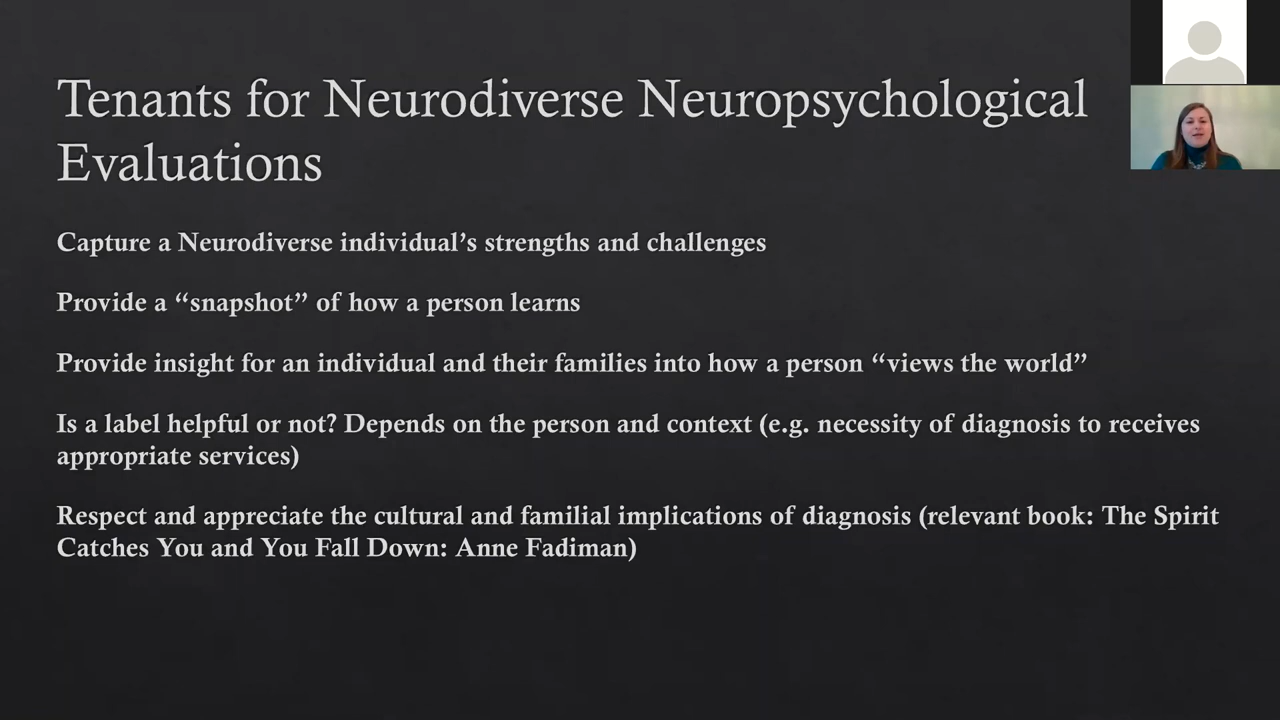 Tenants for Neurodiverse Neuropsychological
Evaluations
Capture a Neurodiverse individual’s strengths and challenges
Provide a “snapshot” of how a person learns
Provide insight for an individual and their families into how a person “views the world”
Is a label helpful or not? Depends on the person and context (e.g. necessity of diagnosis to receives
appropriate services)
Respect and appreciate the cultural and familial implications of diagnosis (relevant book: The Spirit
Catches You and You Fall Down: Anne Fadiman)